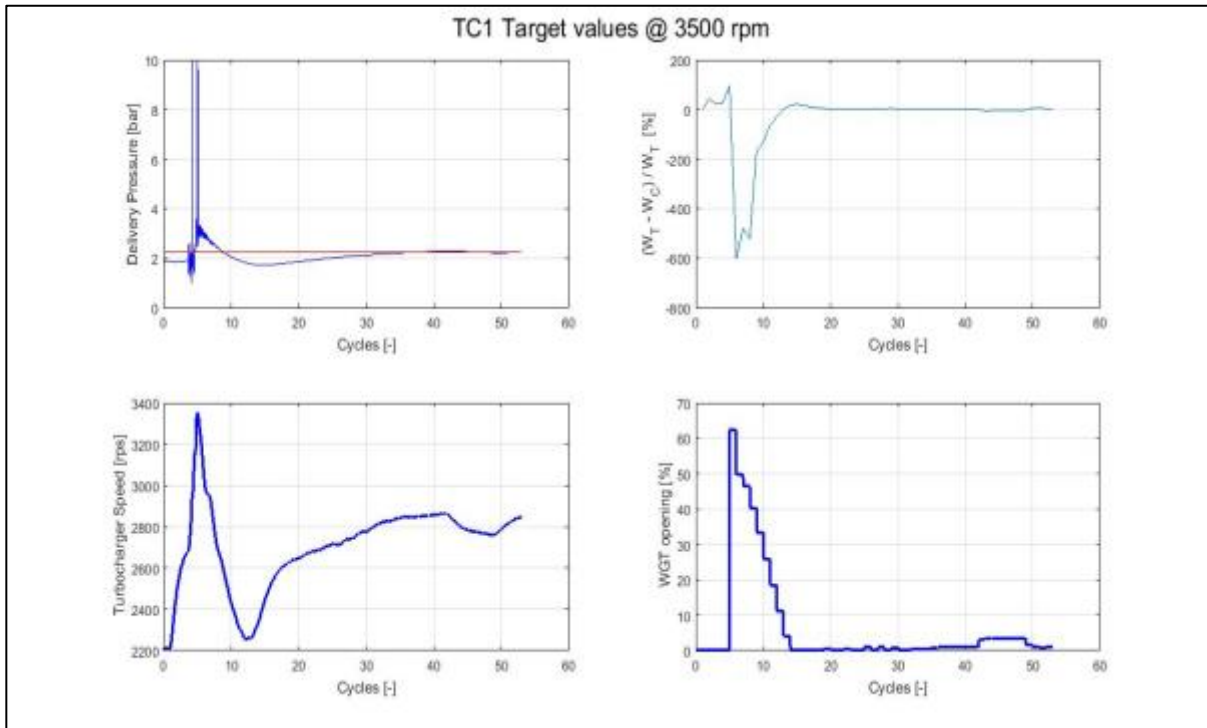 TC1 Target values @ 3500 rpm
Delivery Pressure [bar]
10
8
6
4
2
0
0 10 20 30 40 50 60
Cycles [-]
(W_T - W_C) / W_T [%]
200
0
-200
-400
-600
-800
0 10 20 30 40 50 60
Cycles [-]
Turbocharger Speed [rps]
3400
3200
3000
2800
2600
2400
2200
0 10 20 30 40 50 60
Cycles [-]
WGT opening [%]
70
60
50
40
30
20
10
0
0 10 20 30 40 50 60
Cycles [-]